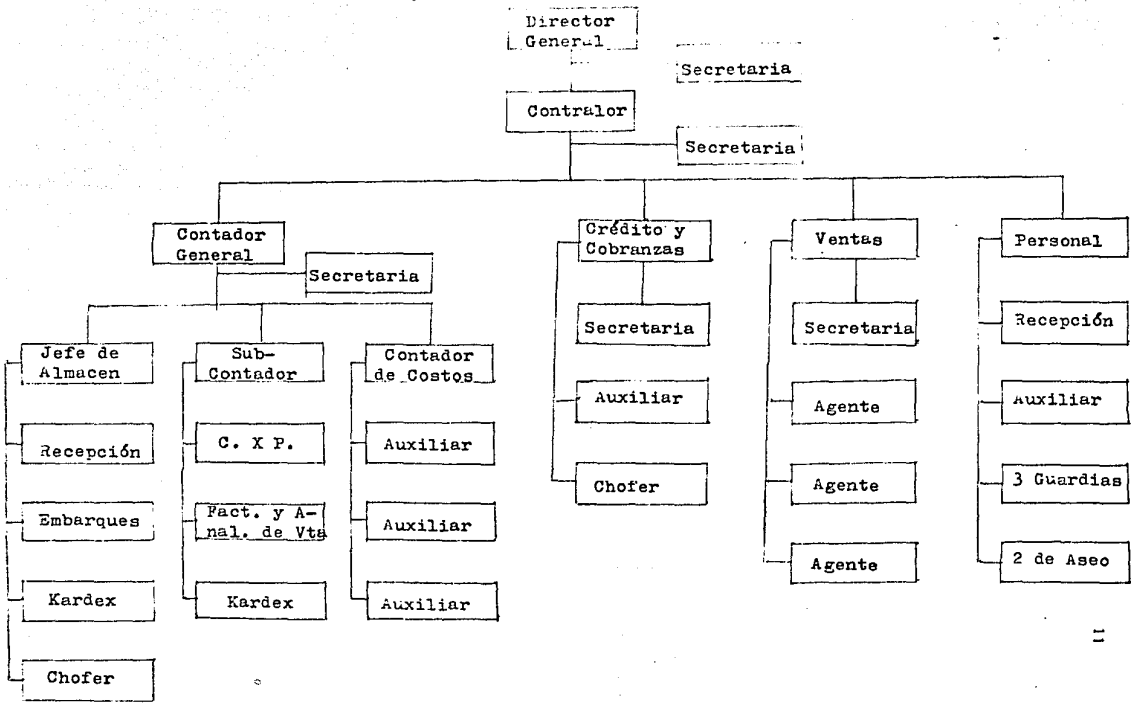 Director
General
Secretaria
Contralor
Secretaria
Contador
General
Secretaria
Crédito y
Cobranzas
Ventas
Personal
Secretaria
Secretaria
Recepción
Jefe de
Almacen
Sub-
Contador
Contador
de Costos
Auxiliar
Agente
Auxiliar
Recepción
C. X P.
Auxiliar
Chofer
Agente
3 Guardias
Embarques
Fact. y A-
nal. de Vta
Auxiliar
Agente
2 de Aseo
Kardex
Kardex
Auxiliar
Chofer
11